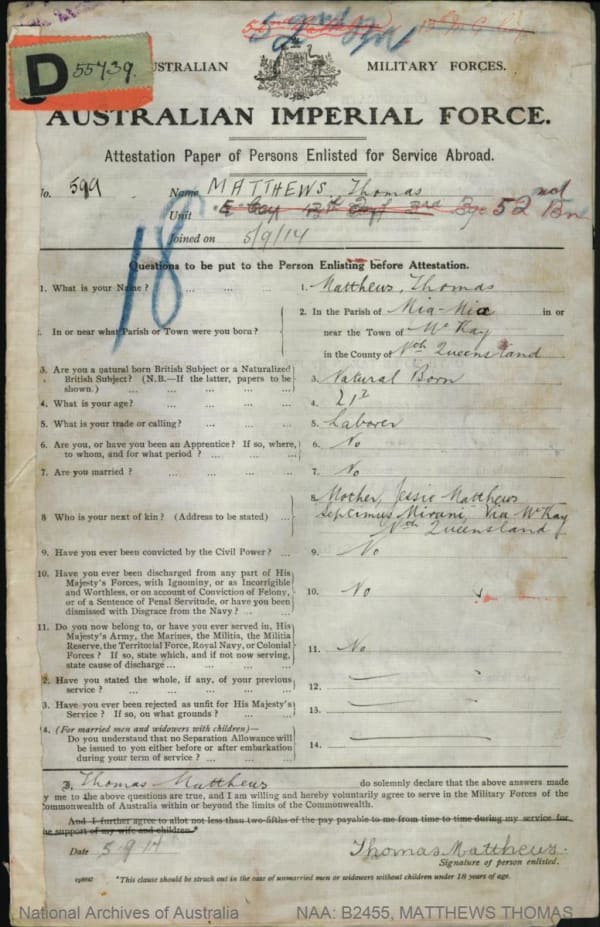 52nd Bn
D 55739.
AUSTRALIAN MILITARY FORCES.
AUSTRALIAN IMPERIAL FORCE.
Attestation Paper of Persons Enlisted for Service Abroad.
No. 599 Name MATTHEWS, Thomas
Unit E Coy 3rd 52nd Bn
Joined on 5/9/14
18
Questions to be put to the Person Enlisting before Attestation.
1. What is your Name? ... ... ... 1. Matthews, Thomas
2. In the Parish of Mia-Mia in or
. In or near what Parish or Town were you born? near the Town of McKay
in the County of Nth Queensland
3. Are you a natural born British Subject or a Naturalized
British Subject? (N.B.—If the latter, papers to be
shown.) ... ... ... ... 3. Natural Born
4. What is your age? ... ... ... ... 4.
5. What is your trade or calling? ... ... ... 5. Laborer
6. Are you, or have you been an Apprentice? If so, where,
to whom, and for what period? ... ... ... 6. No
7. Are you married? ... ... ... ... 7. No
8. Mother, Jessie Matthews
8 Who is your next of kin? (Address to be stated) ... Septimus Mirani, Via McKay
Nth Queensland
9. Have you ever been convicted by the Civil Power? ... 9. No
10. Have you ever been discharged from any part of His
Majesty's Forces, with Ignominy, or as Incorrigible
and Worthless, or on account of Conviction of Felony,
or of a Sentence of Penal Servitude, or have you been
dismissed with Disgrace from the Navy? ... ... 10. No
11. Do you now belong to, or have you ever served in, His
Majesty's Army, the Marines, the Militia, the Militia
Reserve, the Territorial Force, Royal Navy, or Colonial
Forces? If so, state which, and if not now serving,
state cause of discharge ... ... ... ... 11. No
2. Have you stated the whole, if any, of your previous
service? ... ... ... ... 12. —
3. Have you ever been rejected as unfit for His Majesty's
Service? If so, on what grounds? ... ... 13. —
4. (For married men and widowers with children)—
Do you understand that no Separation Allowance will
be issued to you either before or after embarkation
during your term of service? ... ... ... 14. —
I, Thomas Matthews do solemnly declare that the above answers made
y me to the above questions are true, and I am willing and hereby voluntarily agree to serve in the Military Forces of the
Commonwealth of Australia within or beyond the limits of the Commonwealth.
And I further agree to allot not less than two-fifths of the pay payable to me from time to time during my service for
the support of my wife and children.*
Date 5.9.14 Thomas Matthews.
Signature of person enlisted.
*This clause should be struck out in the case of unmarried men or widowers without children under 18 years of age.
National Archives of Australia NAA: B2455, MATTHEWS THOMAS